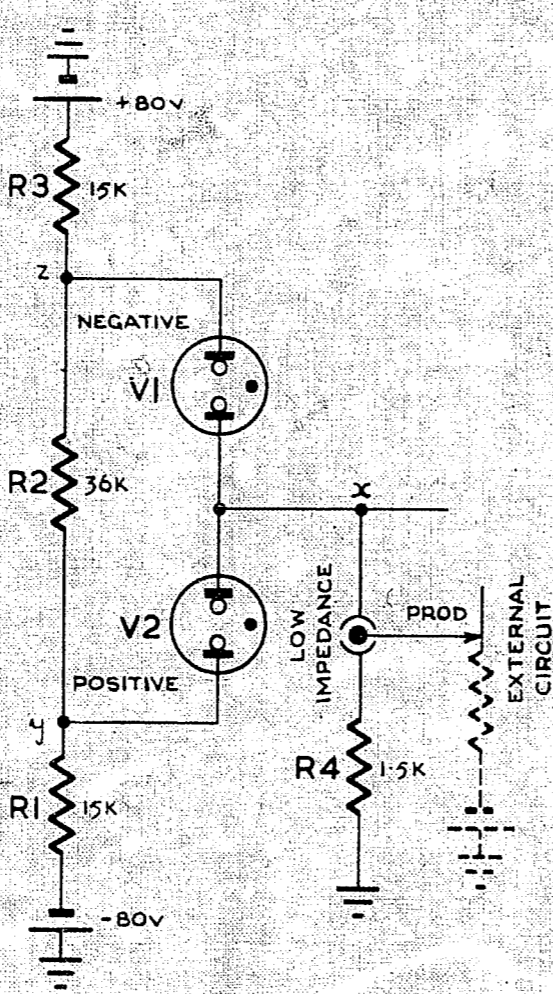 +80V
R3 15K
z
NEGATIVE
V1
R2 36K
x
V2
LOW
IMPEDANCE
PROD
EXTERNAL
CIRCUIT
POSITIVE
y
R4 1.5K
R1 15K
-80V